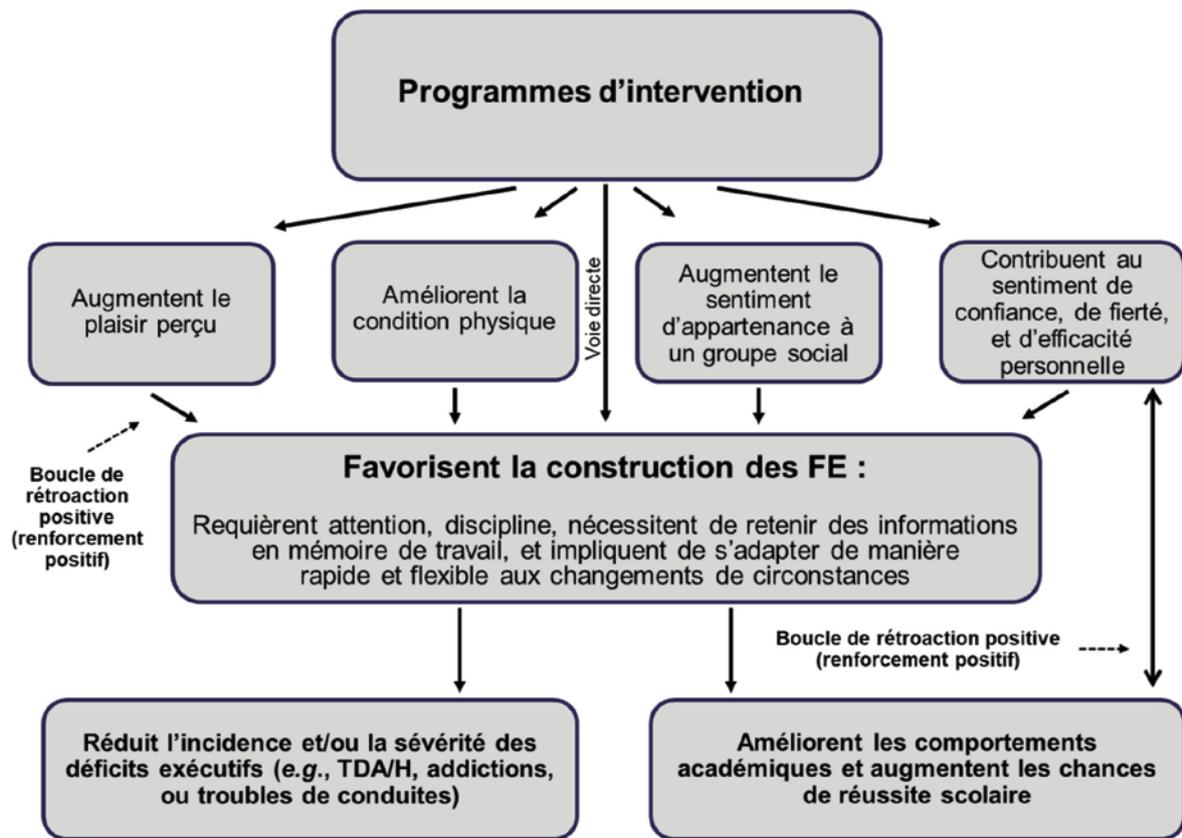 Programmes d’intervention
Augmentent le
plaisir perçu
Améliorent la
condition physique
Voie directe
Augmentent le
sentiment
d’appartenance à
un groupe social
Contribuent au
sentiment de
confiance, de fierté,
et d’efficacité
personnelle
Boucle de
rétroaction
positive
(renforcement
positif)
Favorisent la construction des FE :
Requièrent attention, discipline, nécessitent de retenir des informations
en mémoire de travail, et impliquent de s’adapter de manière
rapide et flexible aux changements de circonstances
Boucle de rétroaction positive
(renforcement positif)
Réduit l’incidence et/ou la sévérité des
déficits exécutifs (e.g., TDA/H, addictions,
ou troubles de conduites)
Améliorent les comportements
académiques et augmentent les chances
de réussite scolaire